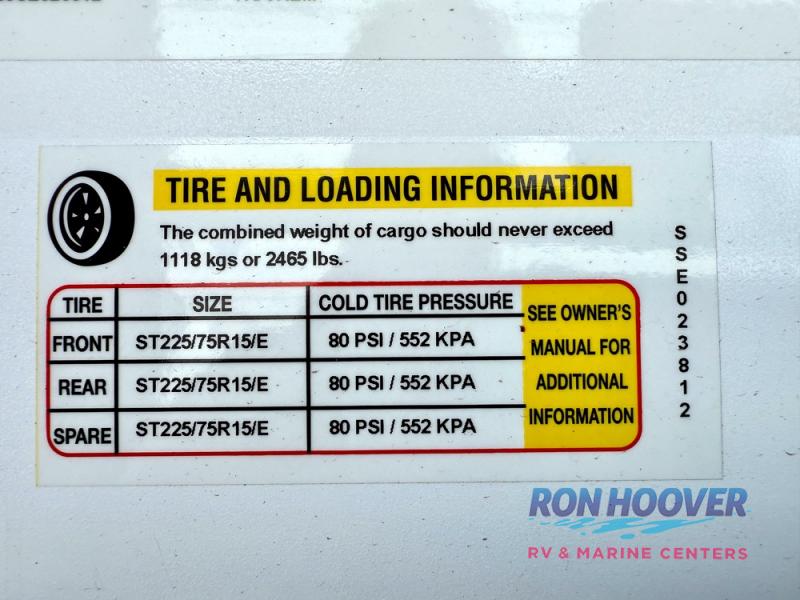 TIRE AND LOADING INFORMATION
The combined weight of cargo should never exceed
1118 kgs or 2465 lbs.
TIRE SIZE COLD TIRE PRESSURE
FRONT ST225/75R15/E 80 PSI / 552 KPA
REAR ST225/75R15/E 80 PSI / 552 KPA
SPARE ST225/75R15/E 80 PSI / 552 KPA
SEE OWNER'S
MANUAL FOR
ADDITIONAL
INFORMATION
SSE023812
RON HOOVER
RV & MARINE CENTERS